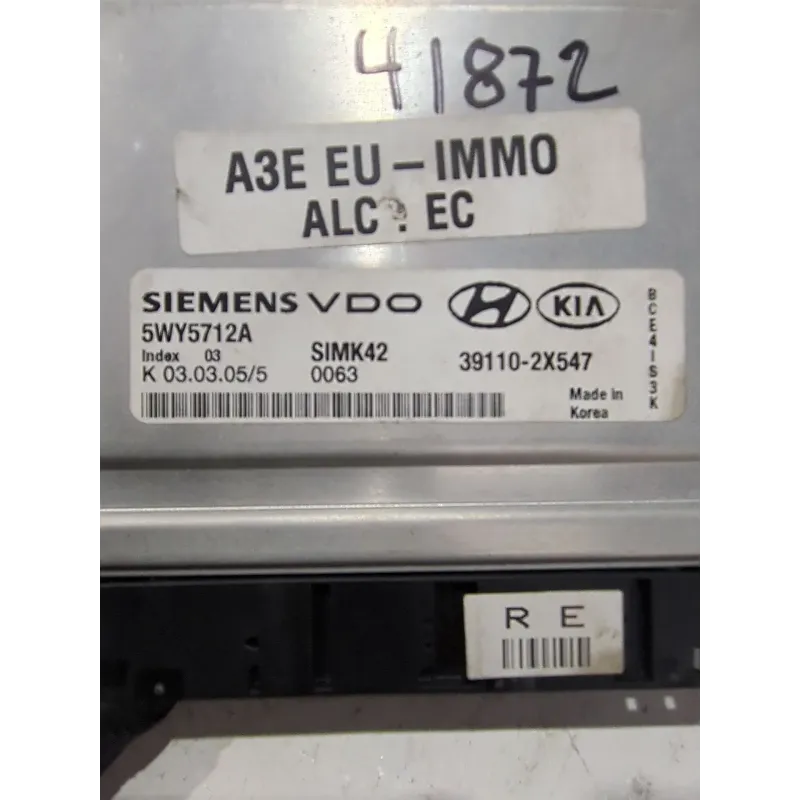 41872
A3E EU-IMMO
ALC . EC
SIEMENS VDO H KIA
5WY5712A
Index 03 SIMK42 39110-2X547
K 03.03.05/5 0063
Made in
Korea
BCE4IS3K
R E